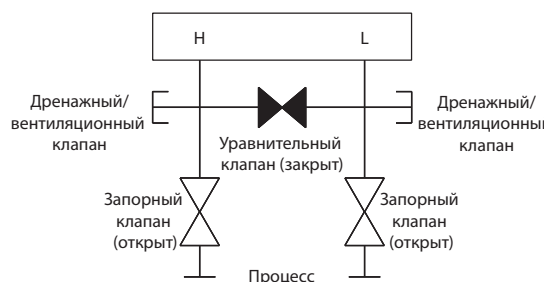 H
L
Дренажный/
вентиляционный
клапан
Уравнительный
клапан (закрыт)
Дренажный/
вентиляционный
клапан
Запорный
клапан
(открыт)
Запорный
клапан
(открыт)
Процесс